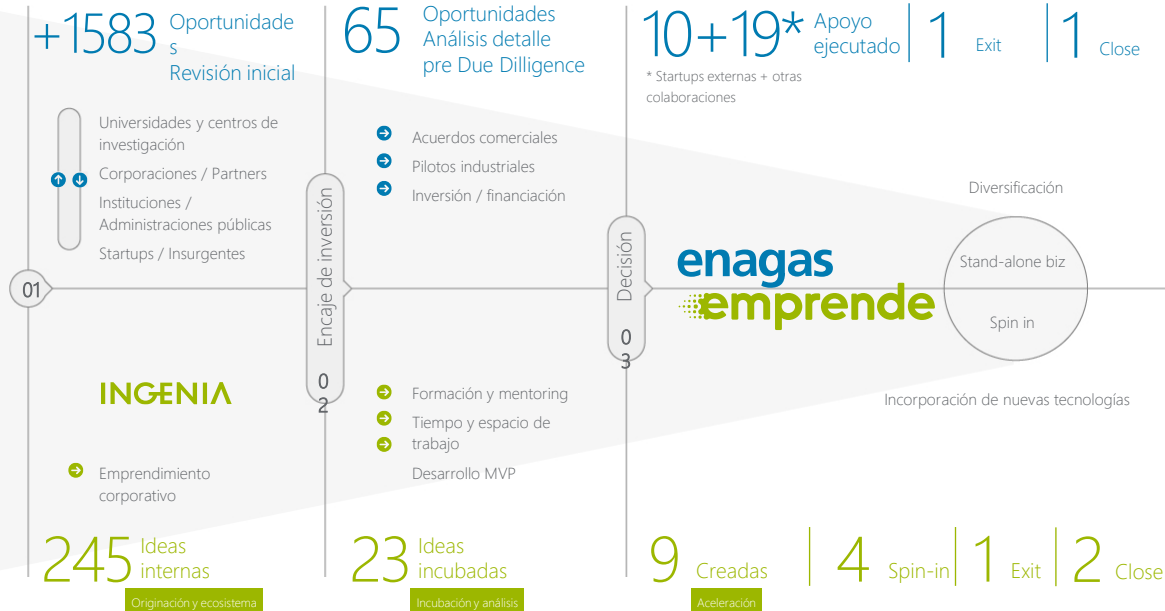 +1583 Oportunidade
s
Revisión inicial
65 Oportunidades
Análisis detalle
pre Due Dilligence
10+19* Apoyo
ejecutado
1 Exit
1 Close
* Startups externas + otras
colaboraciones
Universidades y centros de
investigación
Corporaciones / Partners
Instituciones /
Administraciones públicas
Startups / Insurgentes
Acuerdos comerciales
Pilotos industriales
Inversión / financiación
01
Encaje de inversión
0
2
Decisión
0
3
enagas
emprende
Diversificación
Stand-alone biz
Spin in
Incorporación de nuevas tecnologías
INGENIA
Emprendimiento
corporativo
Formación y mentoring
Tiempo y espacio de
trabajo
Desarrollo MVP
245 Ideas
internas
23 Ideas
incubadas
9 Creadas
4 Spin-in
1 Exit
2 Close
Originación y ecosistema
Incubación y análisis
Aceleración